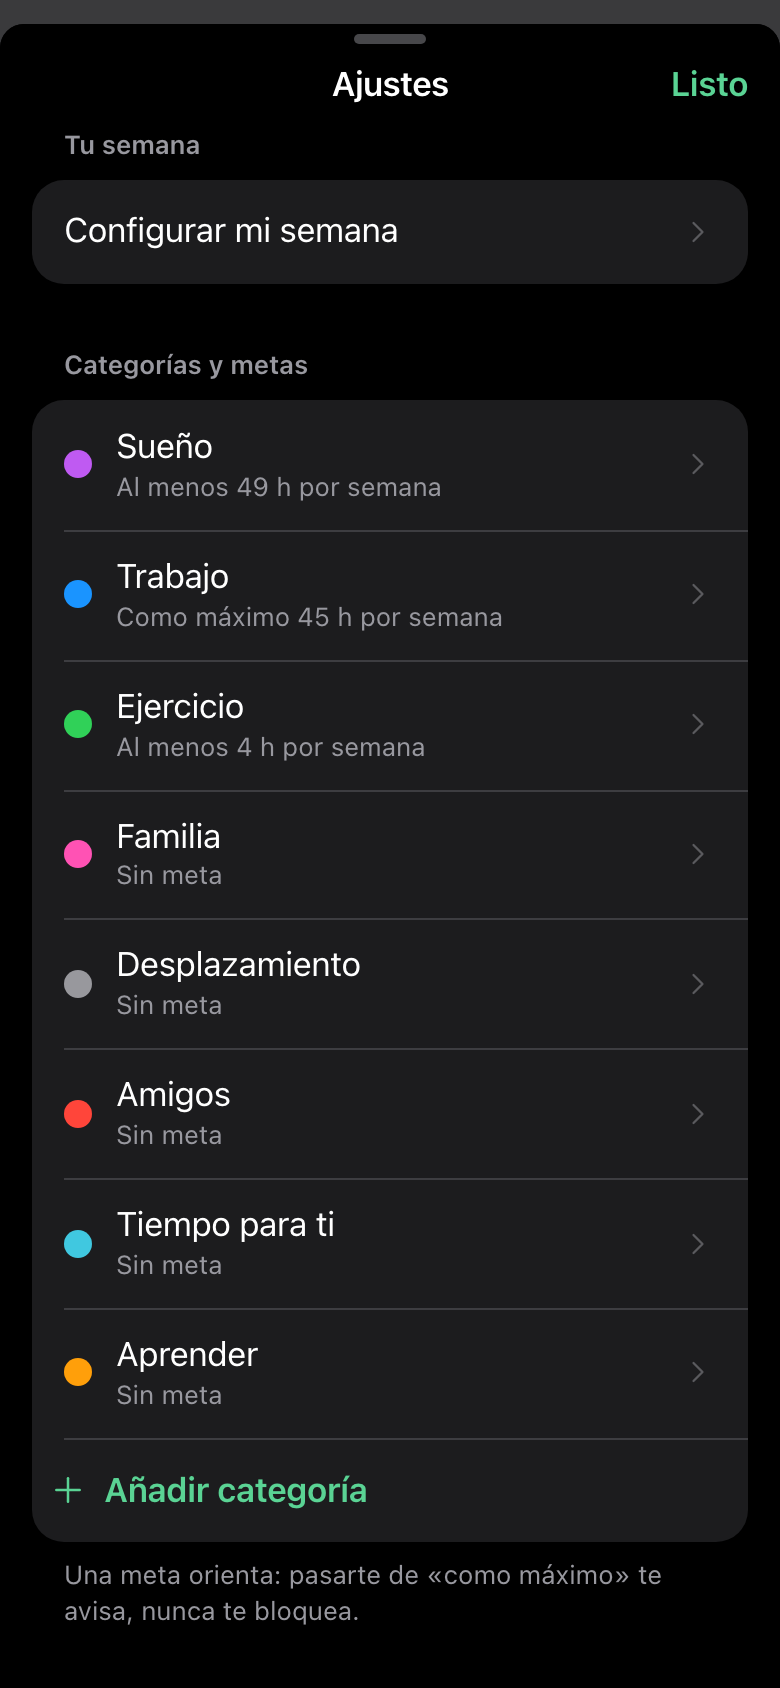 Ajustes
Listo
Tu semana
Configurar mi semana
Categorías y metas
Sueño
Al menos 49 h por semana
Trabajo
Como máximo 45 h por semana
Ejercicio
Al menos 4 h por semana
Familia
Sin meta
Desplazamiento
Sin meta
Amigos
Sin meta
Tiempo para ti
Sin meta
Aprender
Sin meta
Añadir categoría
Una meta orienta: pasarte de «como máximo» te
avisa, nunca te bloquea.